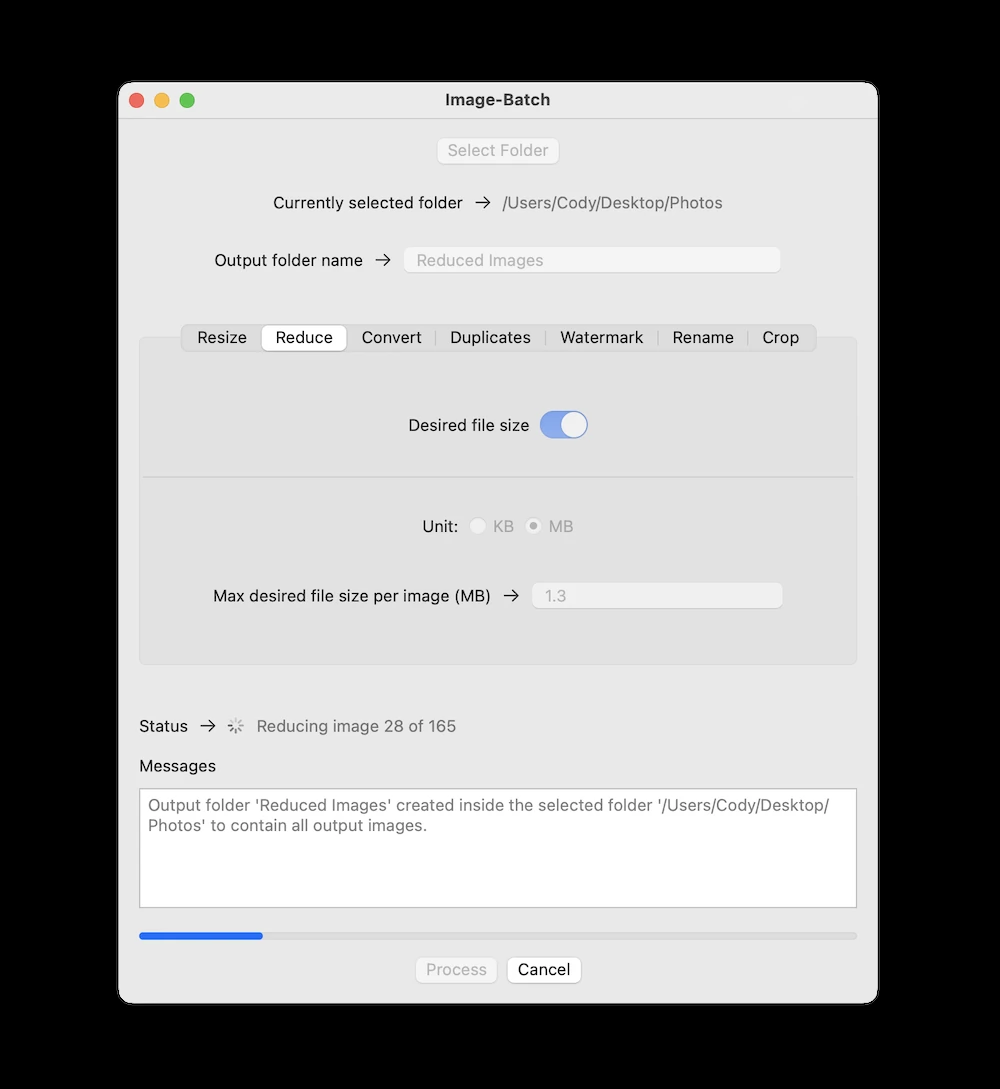 Image-Batch
Select Folder
Currently selected folder → /Users/Cody/Desktop/Photos
Output folder name → Reduced Images
Resize Reduce Convert Duplicates Watermark Rename Crop
Desired file size
Unit: KB MB
Max desired file size per image (MB) → 1.3
Status → Reducing image 28 of 165
Messages
Output folder 'Reduced Images' created inside the selected folder '/Users/Cody/Desktop/
Photos' to contain all output images.
Process Cancel